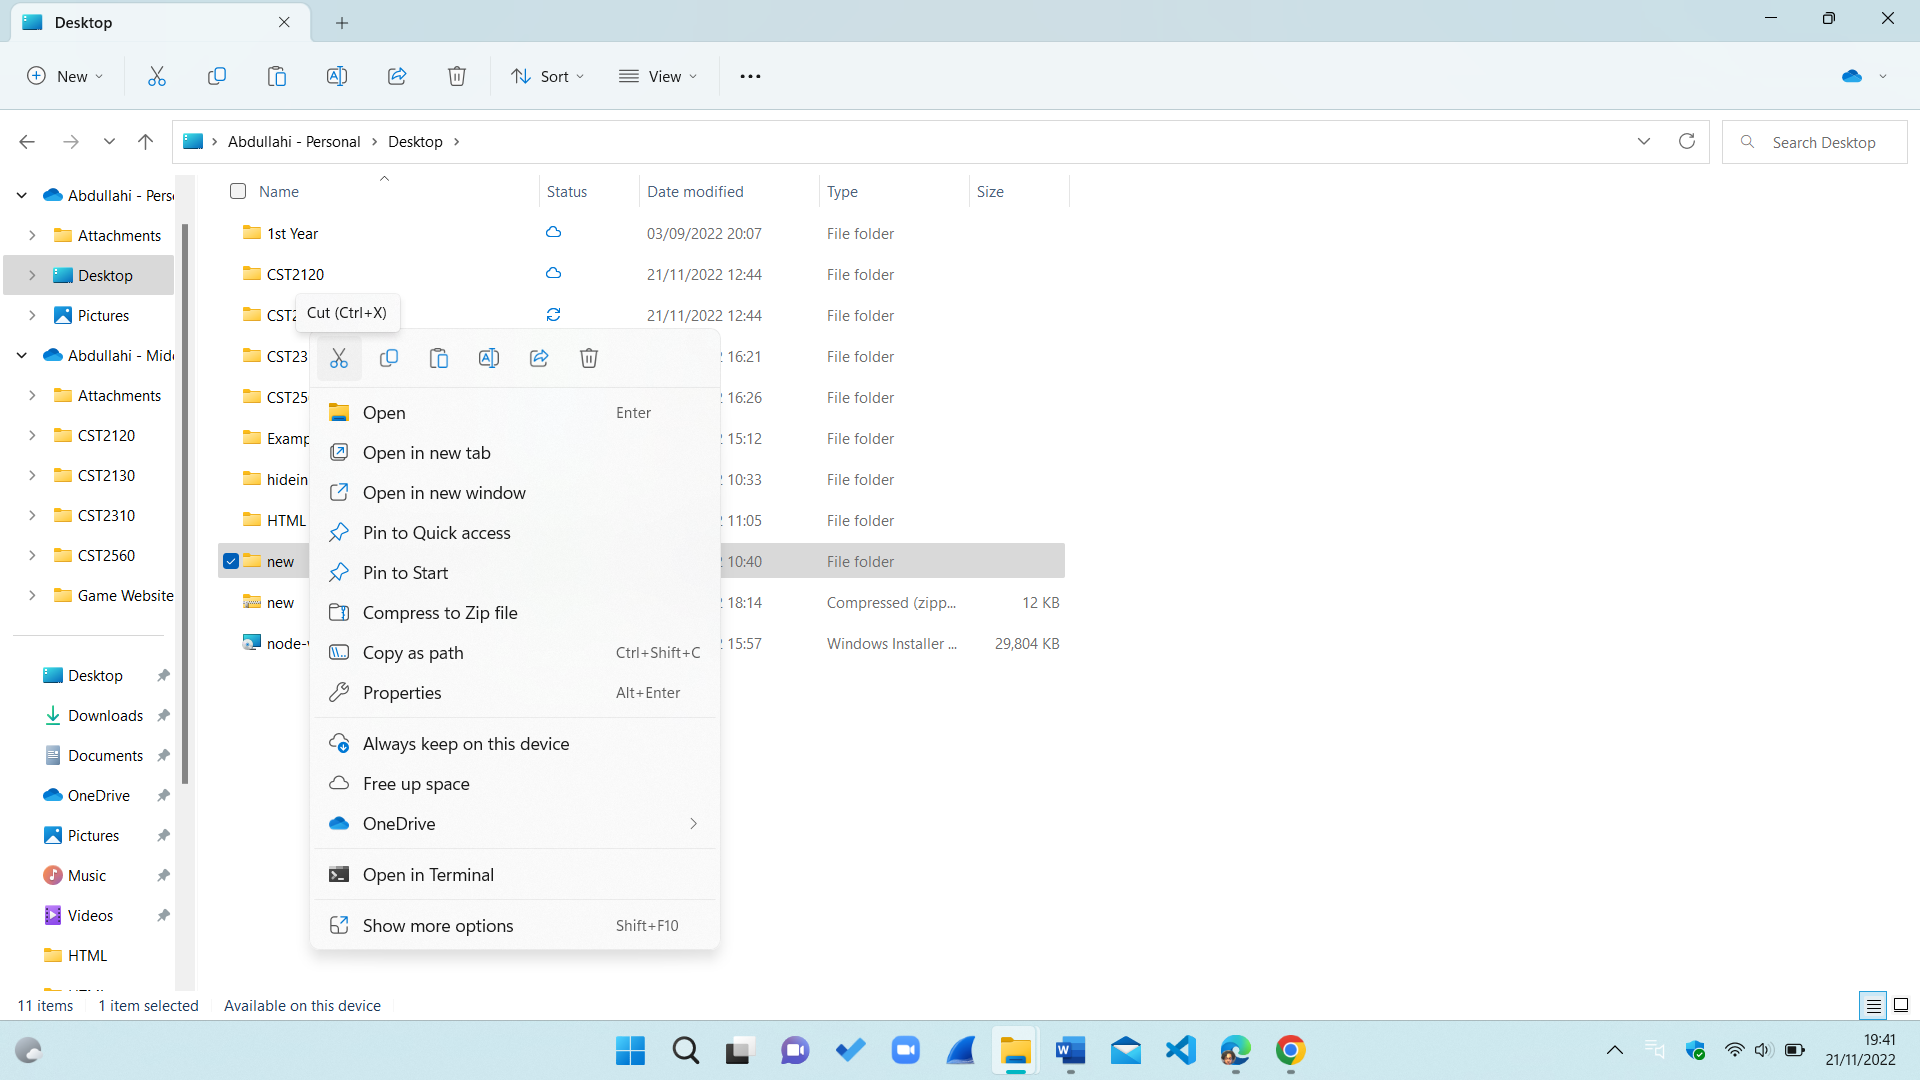 Desktop
New
Sort
View
Abdullahi - Personal
Desktop
Search Desktop
Name
Status
Date modified
Type
Size
Abdullahi - Pers
Attachments
Desktop
Pictures
Abdullahi - Mid
Attachments
CST2120
CST2130
CST2310
CST2560
Game Website
Desktop
Downloads
Documents
OneDrive
Pictures
Music
Videos
HTML
1st Year 03/09/2022 20:07 File folder
CST2120 21/11/2022 12:44 File folder
CST2 21/11/2022 12:44 File folder
CST23 16:21 File folder
CST25 16:26 File folder
Examp 15:12 File folder
hidein 10:33 File folder
HTML 11:05 File folder
new 10:40 File folder
new 18:14 Compressed (zipp... 12 KB
node- 15:57 Windows Installer ... 29,804 KB
Cut (Ctrl+X)
Open Enter
Open in new tab
Open in new window
Pin to Quick access
Pin to Start
Compress to Zip file
Copy as path Ctrl+Shift+C
Properties Alt+Enter
Always keep on this device
Free up space
OneDrive
Open in Terminal
Show more options Shift+F10
11 items 1 item selected Available on this device
19:41
21/11/2022